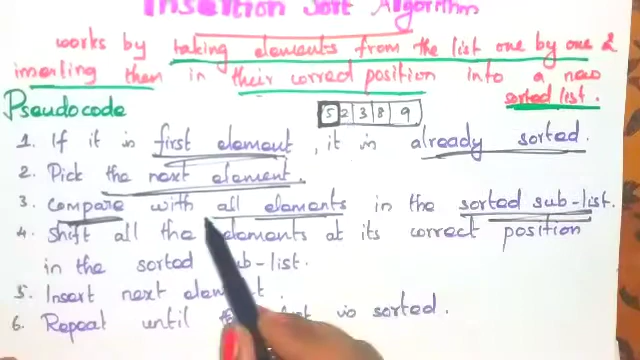 Insertion Sort Algorithm
works by taking elements from the list one by one &
inserting them in their correct position into a new
sorted list.
Pseudocode
5 2 3 8 9
1. If it is first element, it is already sorted.
2. Pick the next element.
3. Compare with all elements in the sorted sub-list.
4. Shift all the elements at its correct position
in the sorted sub-list.
5. Insert next element.
6. Repeat until list is sorted.